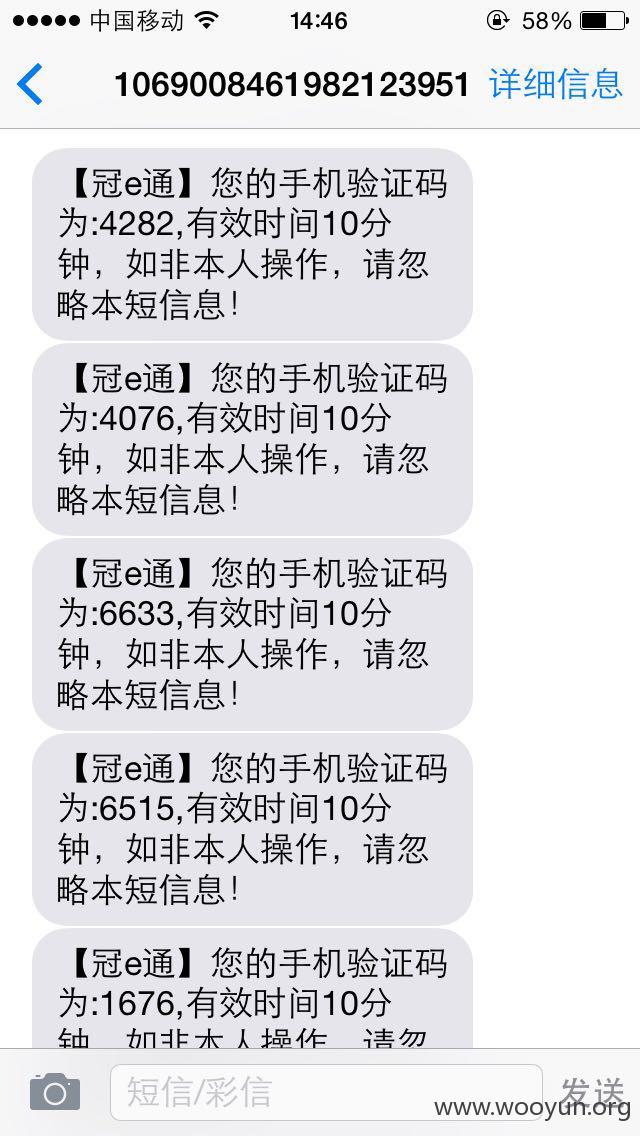 中国移动 14:46 58%
1069008461982123951 详细信息
【冠e通】您的手机验证码
为:4282,有效时间10分
钟，如非本人操作，请忽
略本短信息！
【冠e通】您的手机验证码
为:4076,有效时间10分
钟，如非本人操作，请忽
略本短信息！
【冠e通】您的手机验证码
为:6633,有效时间10分
钟，如非本人操作，请忽
略本短信息！
【冠e通】您的手机验证码
为:6515,有效时间10分
钟，如非本人操作，请忽
略本短信息！
【冠e通】您的手机验证码
为:1676,有效时间10分
钟，如非本人操作，请忽
短信/彩信 发送
www.wooyun.org